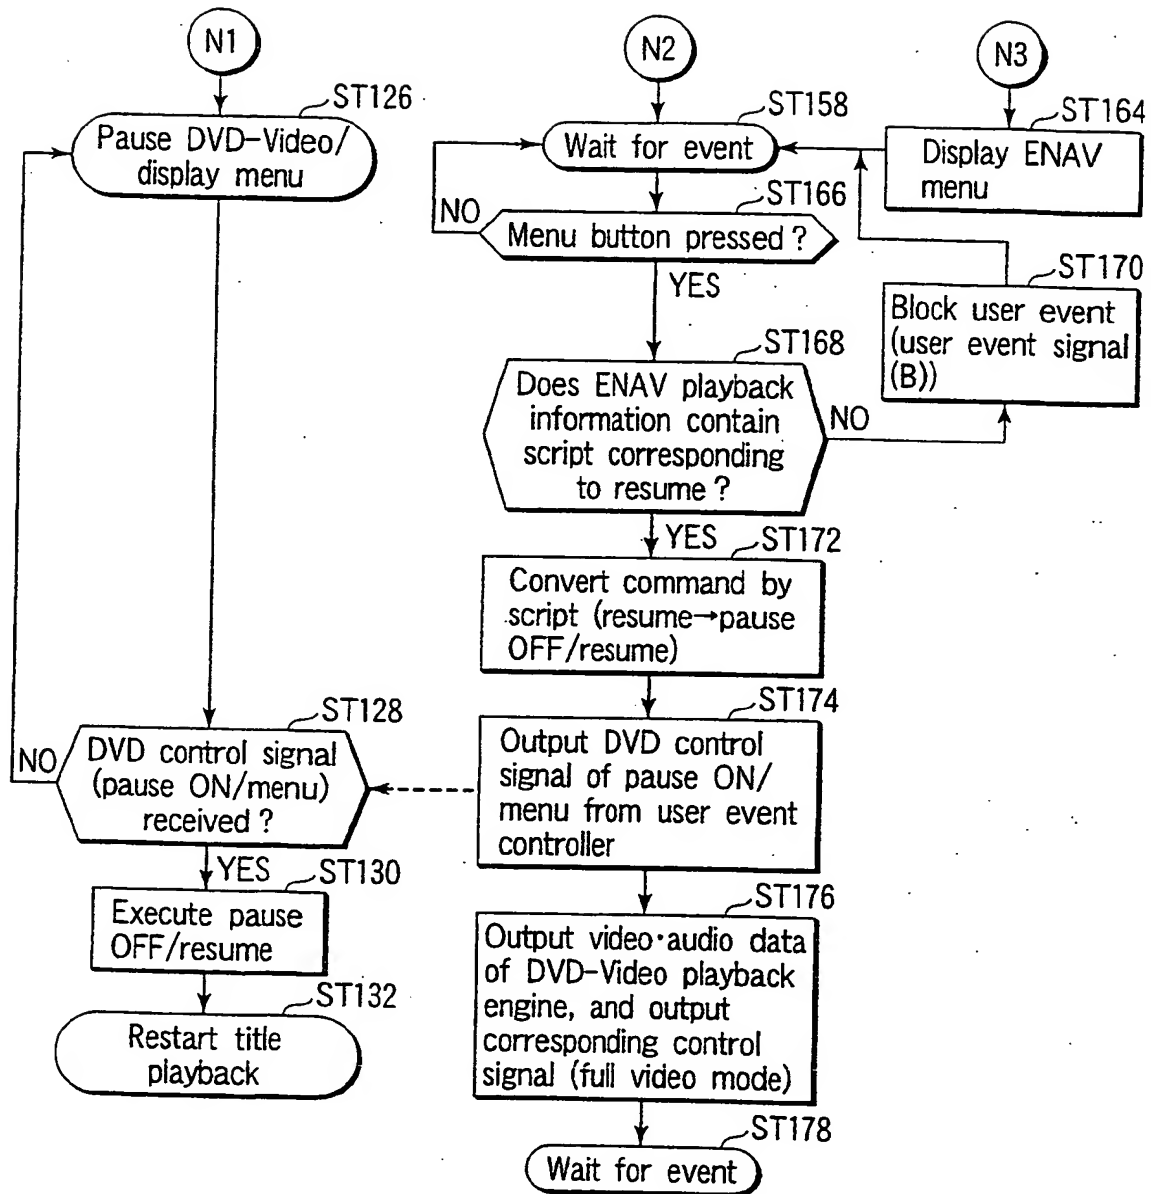 N1
ST126
Pause DVD-Video/
display menu
NO
ST128
DVD control signal
(pause ON/menu)
received ?
YES
ST130
Execute pause
OFF/resume
ST132
Restart title
playback
N2
ST158
Wait for event
ST166
NO
Menu button pressed ?
YES
ST168
Does ENAV playback
information contain
script corresponding
to resume ?
NO
YES
ST172
Convert command by
script (resume→pause
OFF/resume)
ST174
Output DVD control
signal of pause ON/
menu from user event
controller
ST176
Output video·audio data
of DVD-Video playback
engine, and output
corresponding control
signal (full video mode)
ST178
Wait for event
N3
ST164
Display ENAV
menu
ST170
Block user event
(user event signal
(B))